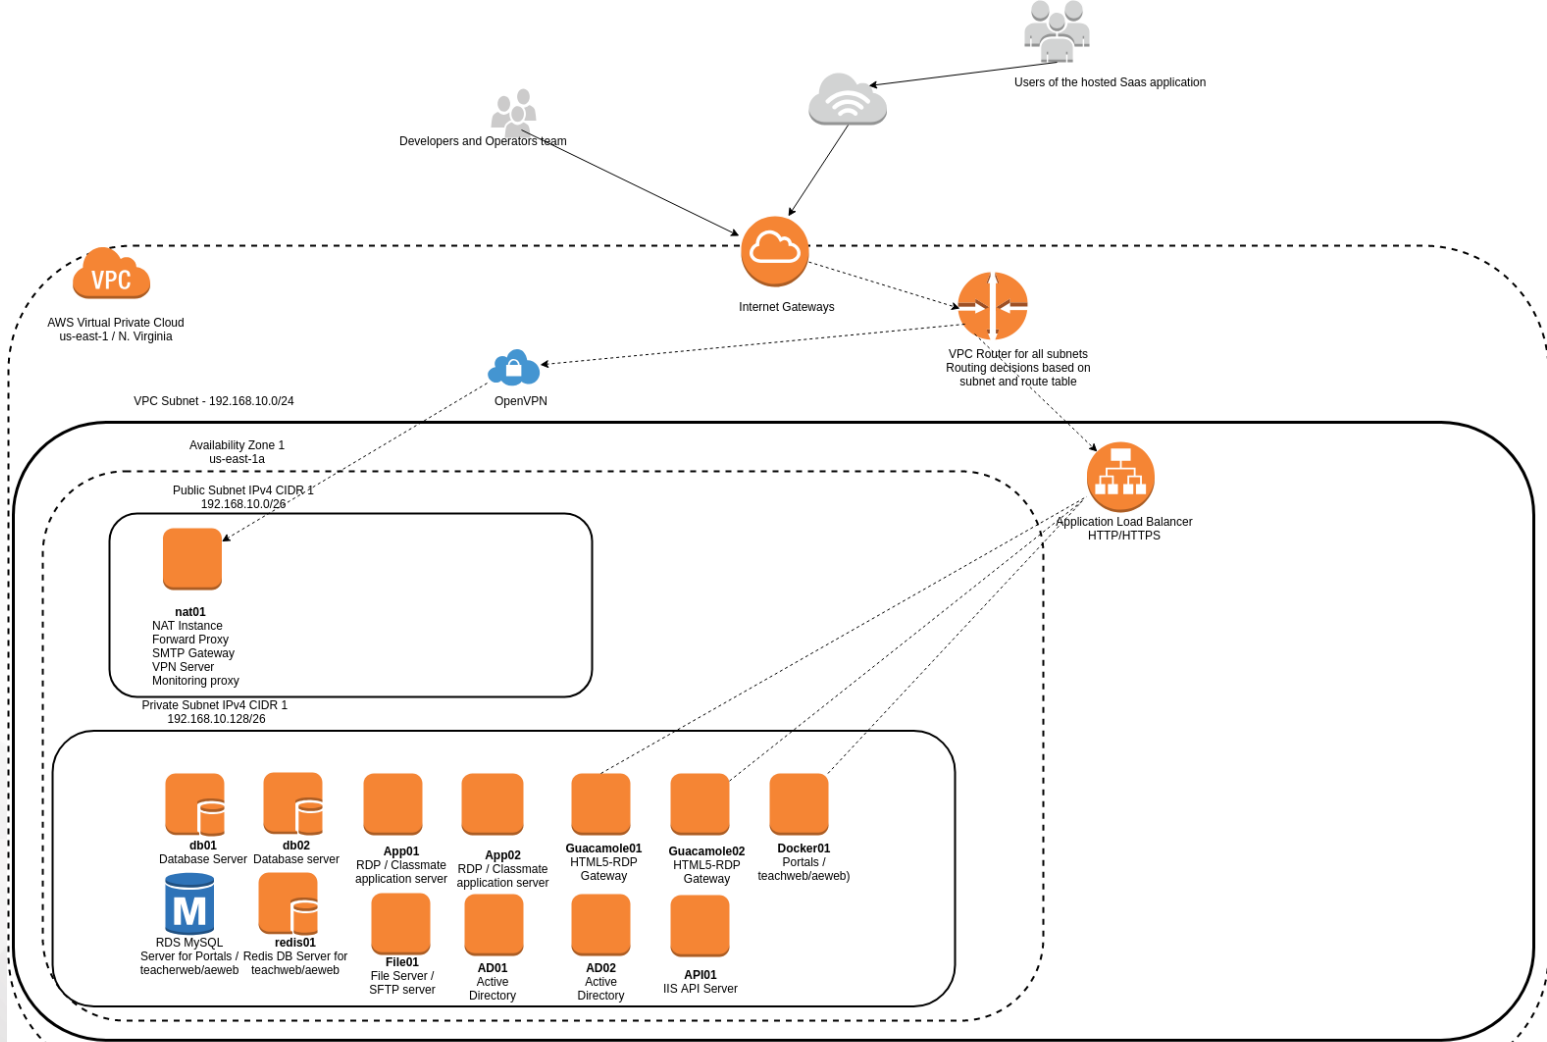 Users of the hosted Saas application
Developers and Operators team
VPC
Internet Gateways
AWS Virtual Private Cloud
us-east-1 / N. Virginia
VPC Router for all subnets
Routing decisions based on
subnet and route table
OpenVPN
VPC Subnet - 192.168.10.0/24
Availability Zone 1
us-east-1a
Public Subnet IPv4 CIDR 1
192.168.10.0/26
Application Load Balancer
HTTP/HTTPS
nat01
NAT Instance
Forward Proxy
SMTP Gateway
VPN Server
Monitoring proxy
Private Subnet IPv4 CIDR 1
192.168.10.128/26
db01
Database Server
db02
Database server
App01
RDP / Classmate
application server
App02
RDP / Classmate
application server
Guacamole01
HTML5-RDP
Gateway
Guacamole02
HTML5-RDP
Gateway
Docker01
Portals /
teachweb/aeweb)
M
RDS MySQL
Server for Portals /
teacherweb/aeweb
redis01
Redis DB Server for
teachweb/aeweb
File01
File Server /
SFTP server
AD01
Active
Directory
AD02
Active
Directory
API01
IIS API Server